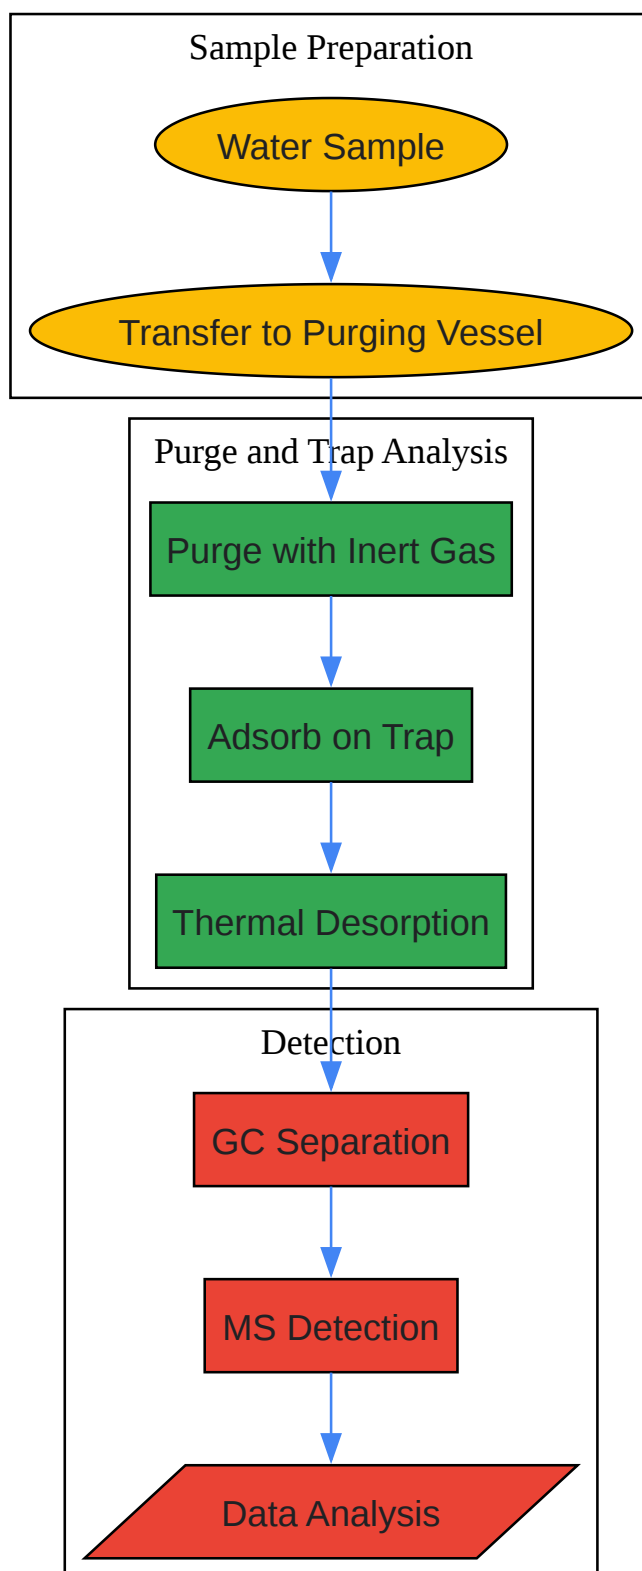 Sample Preparation
Water Sample
Transfer to Purging Vessel
Purge and Trap Analysis
Purge with Inert Gas
Adsorb on Trap
Thermal Desorption
Detection
GC Separation
MS Detection
Data Analysis